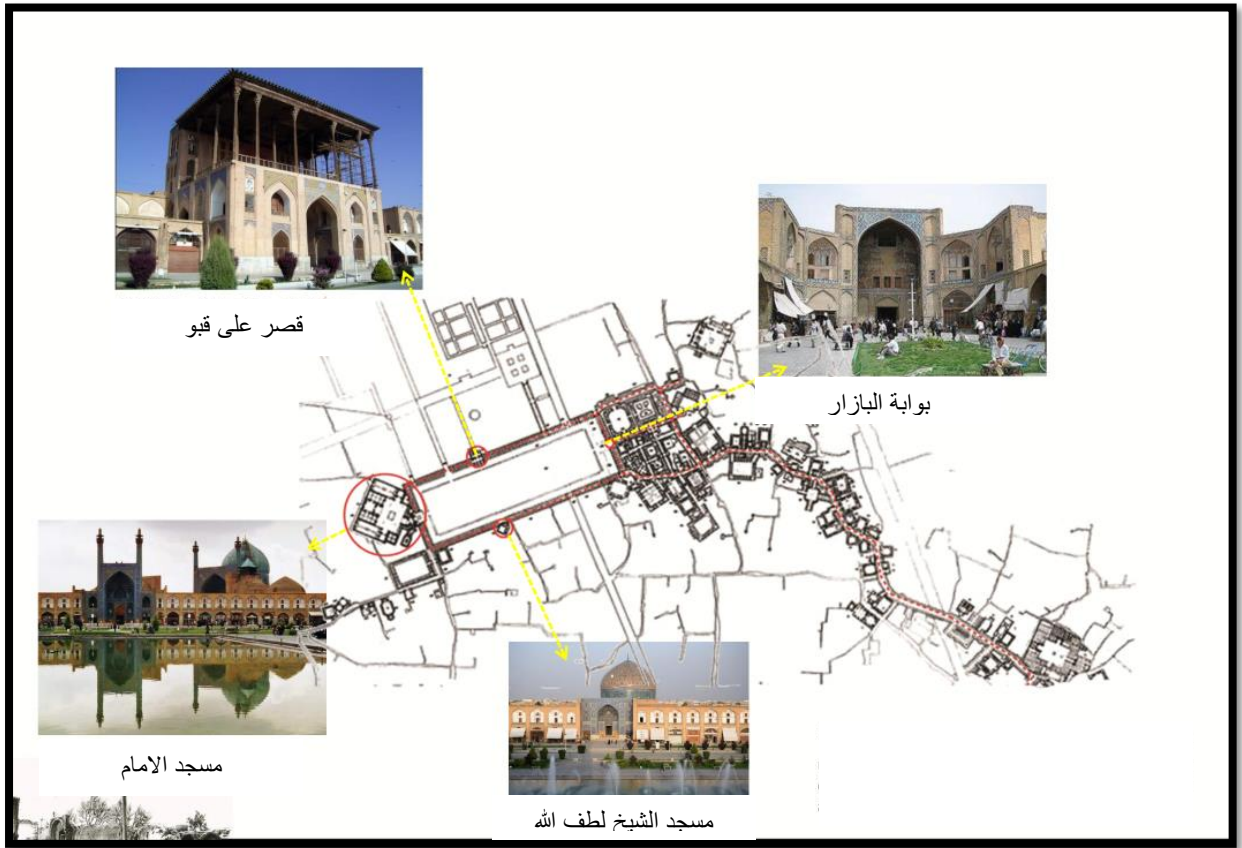 قصر على قبو
بوابة البازار
مسجد الامام
مسجد الشيخ لطف الله